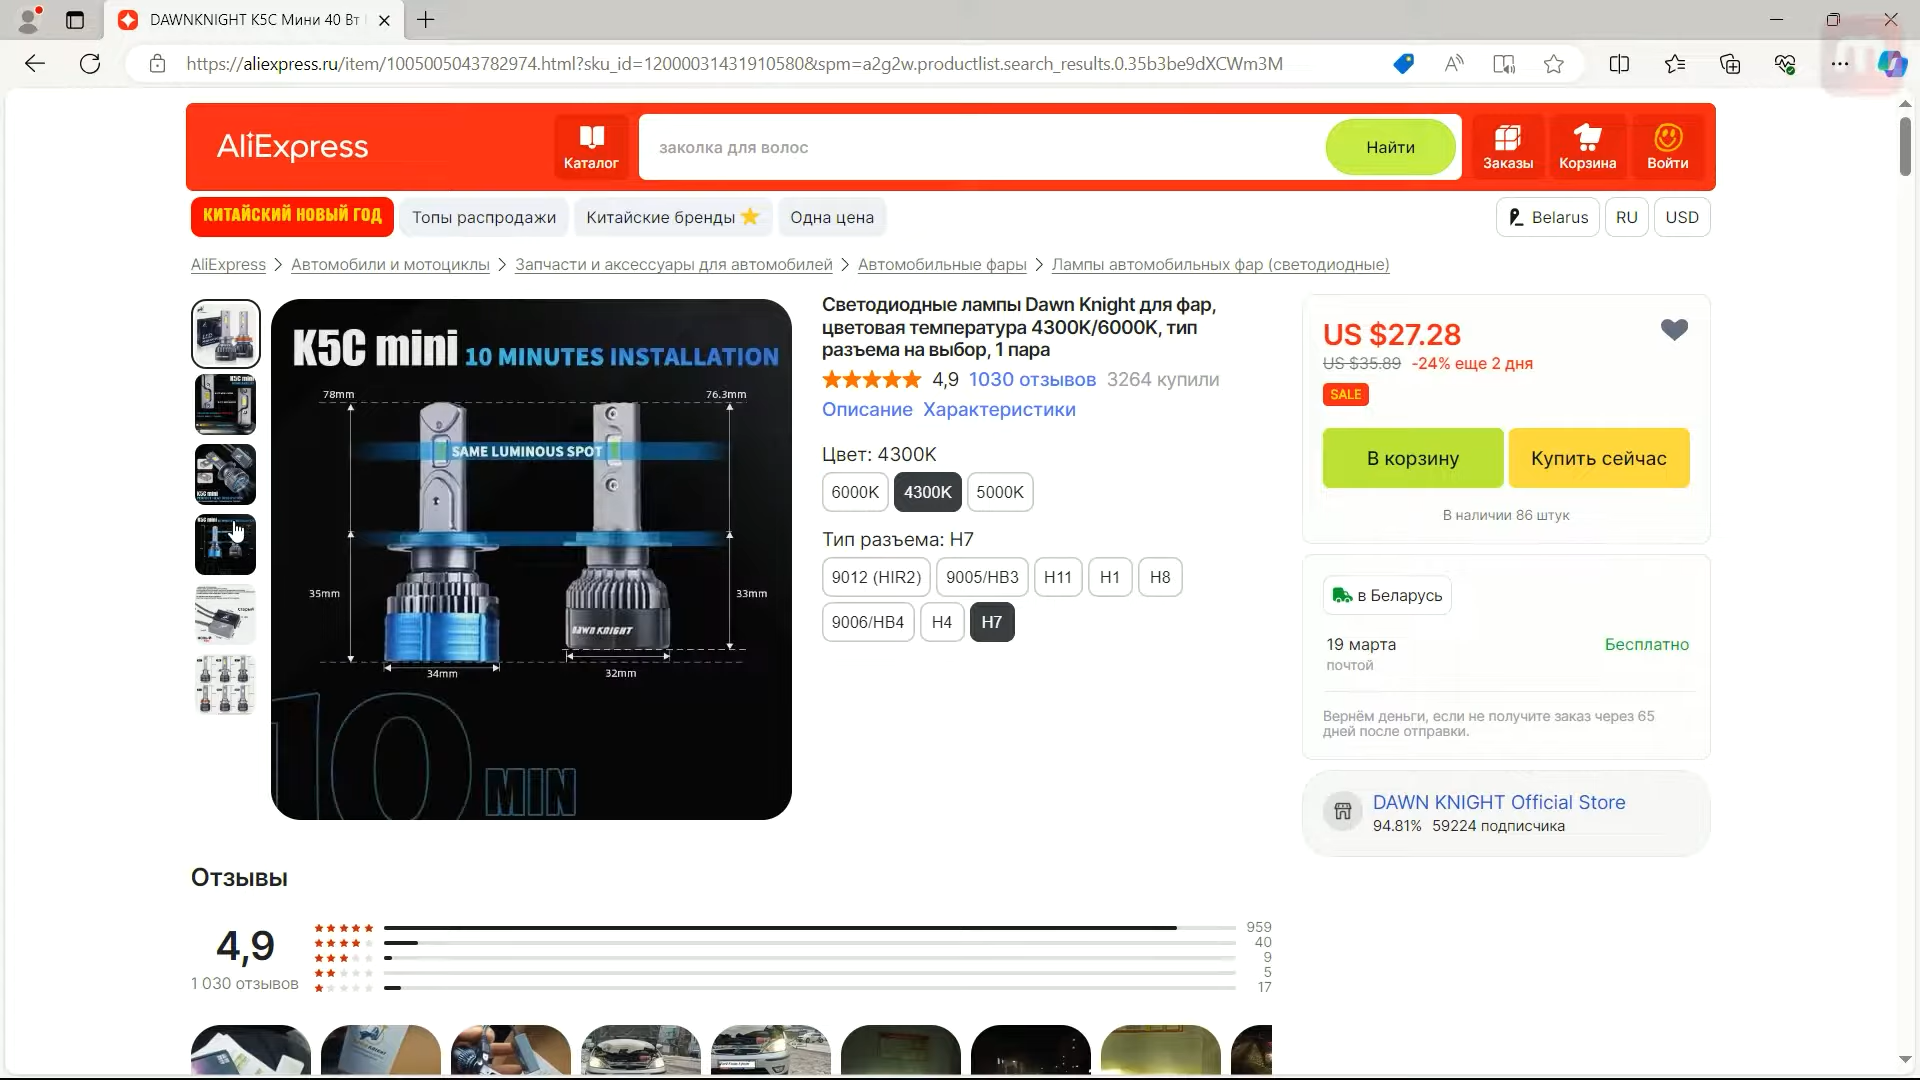 DAWNKNIGHT K5C Мини 40 Вт
https://aliexpress.ru/item/1005005043782974.html?sku_id=12000031431910580&spm=a2g2w.productlist.search_results.0.35b3be9dXCWm3M
AliExpress
Каталог
заколка для волос
Найти
Заказы
Корзина
Войти
КИТАЙСКИЙ НОВЫЙ ГОД
Топы распродажи
Китайские бренды
Одна цена
Belarus
RU
USD
AliExpress > Автомобили и мотоциклы > Запчасти и аксессуары для автомобилей > Автомобильные фары > Лампы автомобильных фар (светодиодные)
K5C mini 10 MINUTES INSTALLATION
78mm
76.3mm
SAME LUMINOUS SPOT
35mm
33mm
DAWN KNIGHT
34mm
32mm
10 MIN
Светодиодные лампы Dawn Knight для фар,
цветовая температура 4300K/6000K, тип
разъема на выбор, 1 пара
4,9 1030 отзывов 3264 купили
Описание Характеристики
Цвет: 4300K
6000K 4300K 5000K
Тип разъема: H7
9012 (HIR2) 9005/HB3 H11 H1 H8
9006/HB4 H4 H7
US $27.28
US $35.89 -24% еще 2 дня
SALE
В корзину
Купить сейчас
В наличии 86 штук
в Беларусь
19 марта Бесплатно
почтой
Вернём деньги, если не получите заказ через 65
дней после отправки.
DAWN KNIGHT Official Store
94.81% 59224 подписчика
Отзывы
4,9
1 030 отзывов
959
40
9
5
17